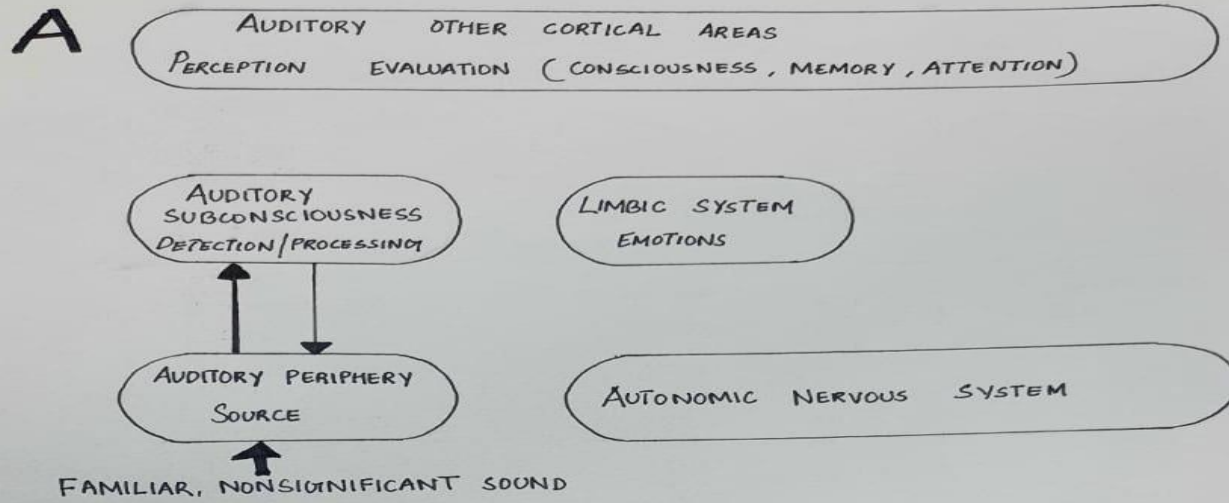 A
AUDITORY OTHER CORTICAL AREAS
PERCEPTION EVALUATION (CONSCIOUSNESS, MEMORY, ATTENTION)
AUDITORY
SUBCONSCIOUSNESS
DETECTION/PROCESSING
LIMBIC SYSTEM
EMOTIONS
AUDITORY PERIPHERY
SOURCE
AUTONOMIC NERVOUS SYSTEM
FAMILIAR, NONSIGNIFICANT SOUND